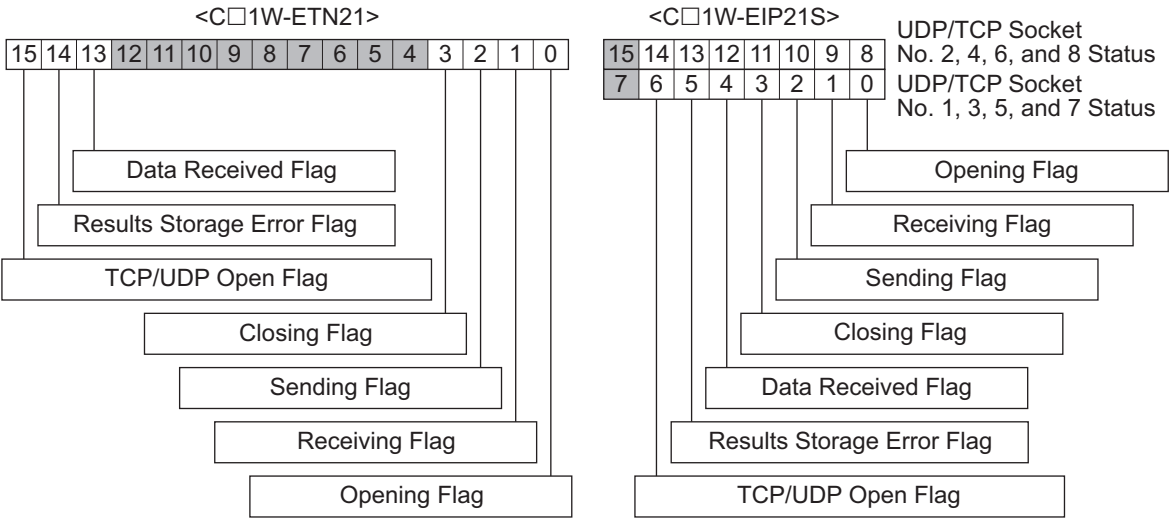 <C□1W-ETN21>
15 14 13 12 11 10 9 8 7 6 5 4 3 2 1 0
Data Received Flag
Results Storage Error Flag
TCP/UDP Open Flag
Closing Flag
Sending Flag
Receiving Flag
Opening Flag
<C□1W-EIP21S>
15 14 13 12 11 10 9 8
UDP/TCP Socket
No. 2, 4, 6, and 8 Status
7 6 5 4 3 2 1 0
UDP/TCP Socket
No. 1, 3, 5, and 7 Status
Opening Flag
Receiving Flag
Sending Flag
Closing Flag
Data Received Flag
Results Storage Error Flag
TCP/UDP Open Flag